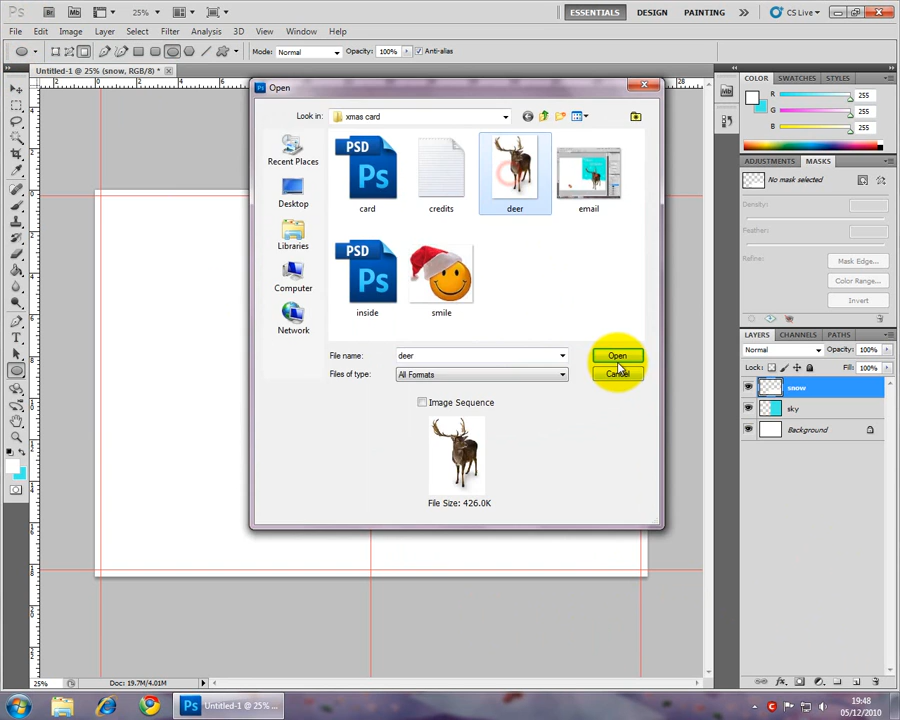 Ps Br Mb 25% ESSENTIALS DESIGN PAINTING CS Live
File Edit Image Layer Select Filter Analysis 3D View Window Help
Mode: Normal Opacity: 100% Anti-alias
Untitled-1 @ 25% (snow, RGB/8) *
Open
Look in: xmas card
Recent Places
Desktop
Libraries
Computer
Network
PSD
Ps
card
credits
deer
email
PSD
Ps
inside
smile
File name: deer
Files of type: All Formats
Open
Cancel
Image Sequence
File Size: 426.0K
COLOR SWATCHES STYLES
R 255
G 255
B 255
ADJUSTMENTS MASKS
No mask selected
Density:
Feather:
Refine: Mask Edge...
Color Range...
Invert
LAYERS CHANNELS PATHS
Normal Opacity: 100%
Lock: Fill: 100%
snow
sky
Background
25% Doc: 19.7M/4.01M
Ps Untitled-1 @ 25% ...
19:48
05/12/2010